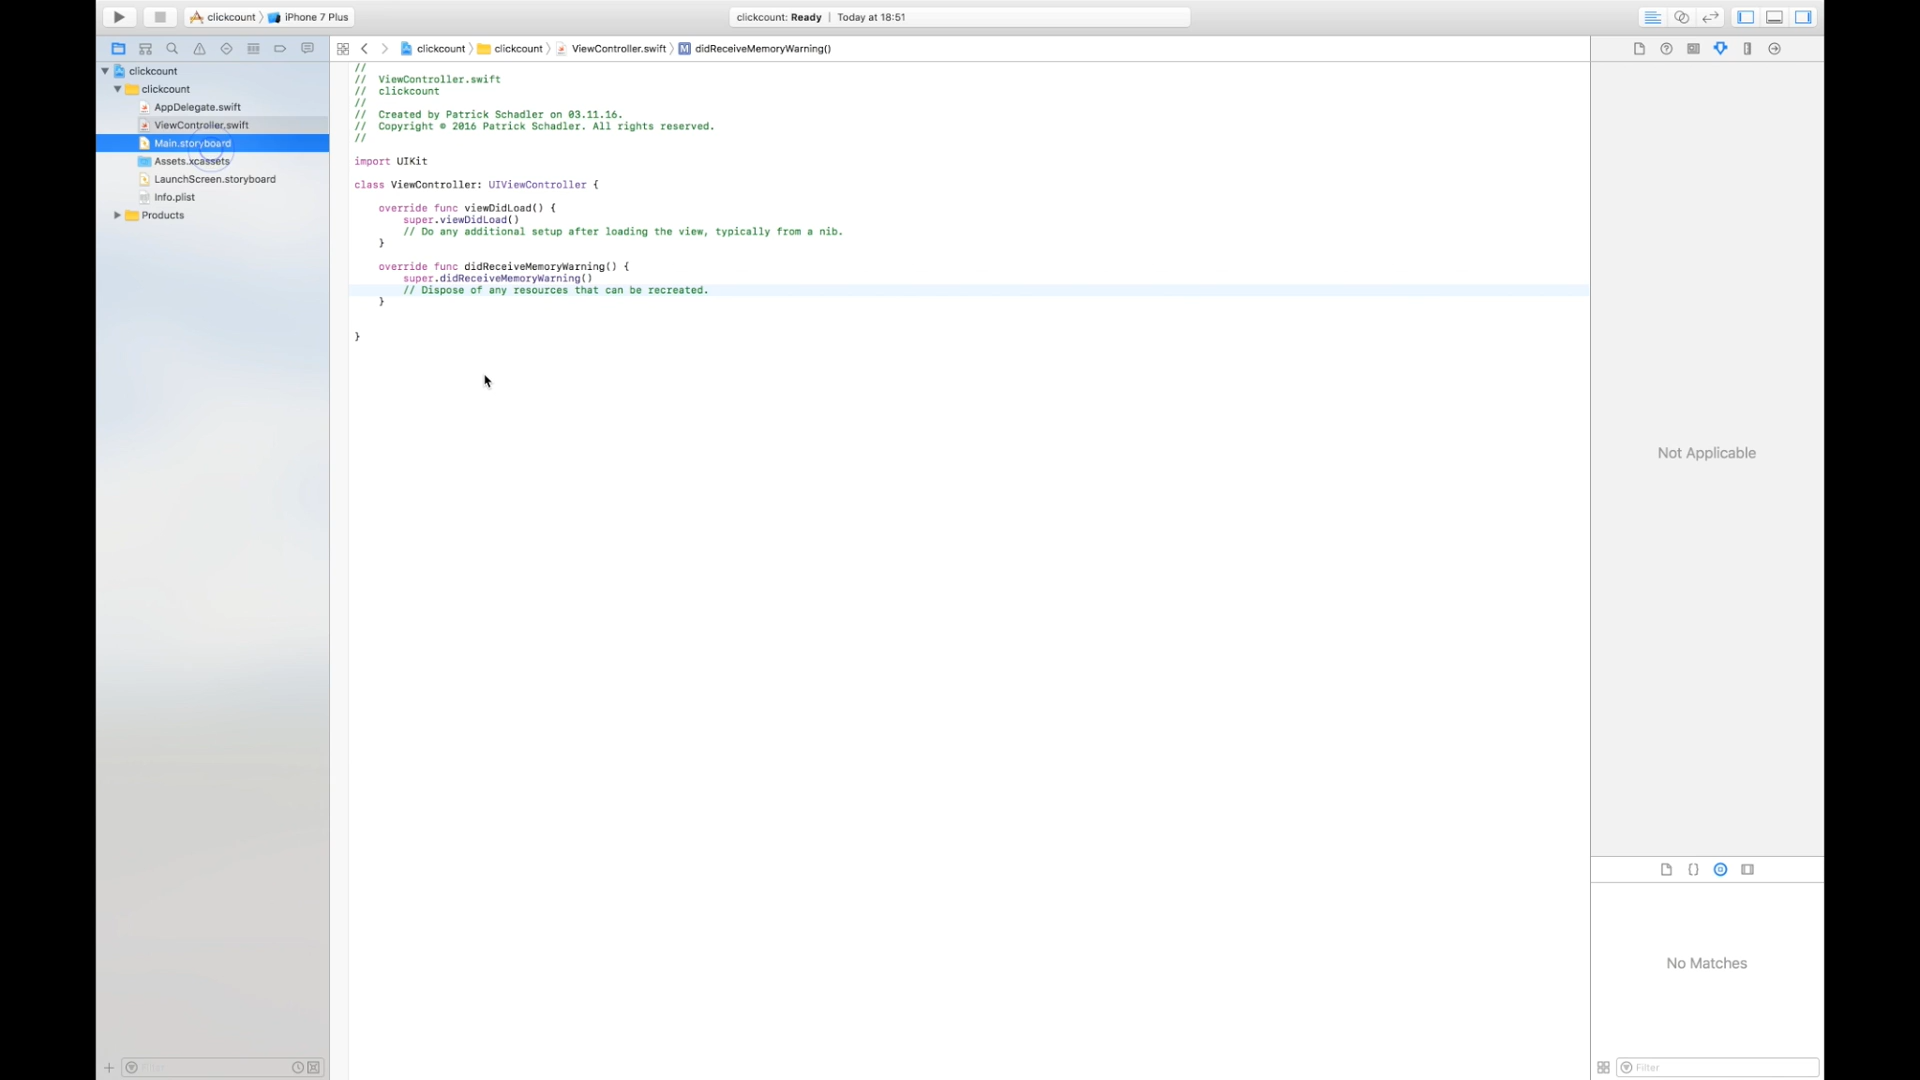 clickcount iPhone 7 Plus
clickcount: Ready | Today at 18:51
clickcount clickcount ViewController.swift M didReceiveMemoryWarning()
clickcount
clickcount
AppDelegate.swift
ViewController.swift
Main.storyboard
Assets.xcassets
LaunchScreen.storyboard
Info.plist
Products
//
//  ViewController.swift
//  clickcount
//
//  Created by Patrick Schadler on 03.11.16.
//  Copyright © 2016 Patrick Schadler. All rights reserved.
//
import UIKit
class ViewController: UIViewController {
override func viewDidLoad() {
super.viewDidLoad()
// Do any additional setup after loading the view, typically from a nib.
}
override func didReceiveMemoryWarning() {
super.didReceiveMemoryWarning()
// Dispose of any resources that can be recreated.
}
}
Not Applicable
{}
No Matches
Filter
Filter